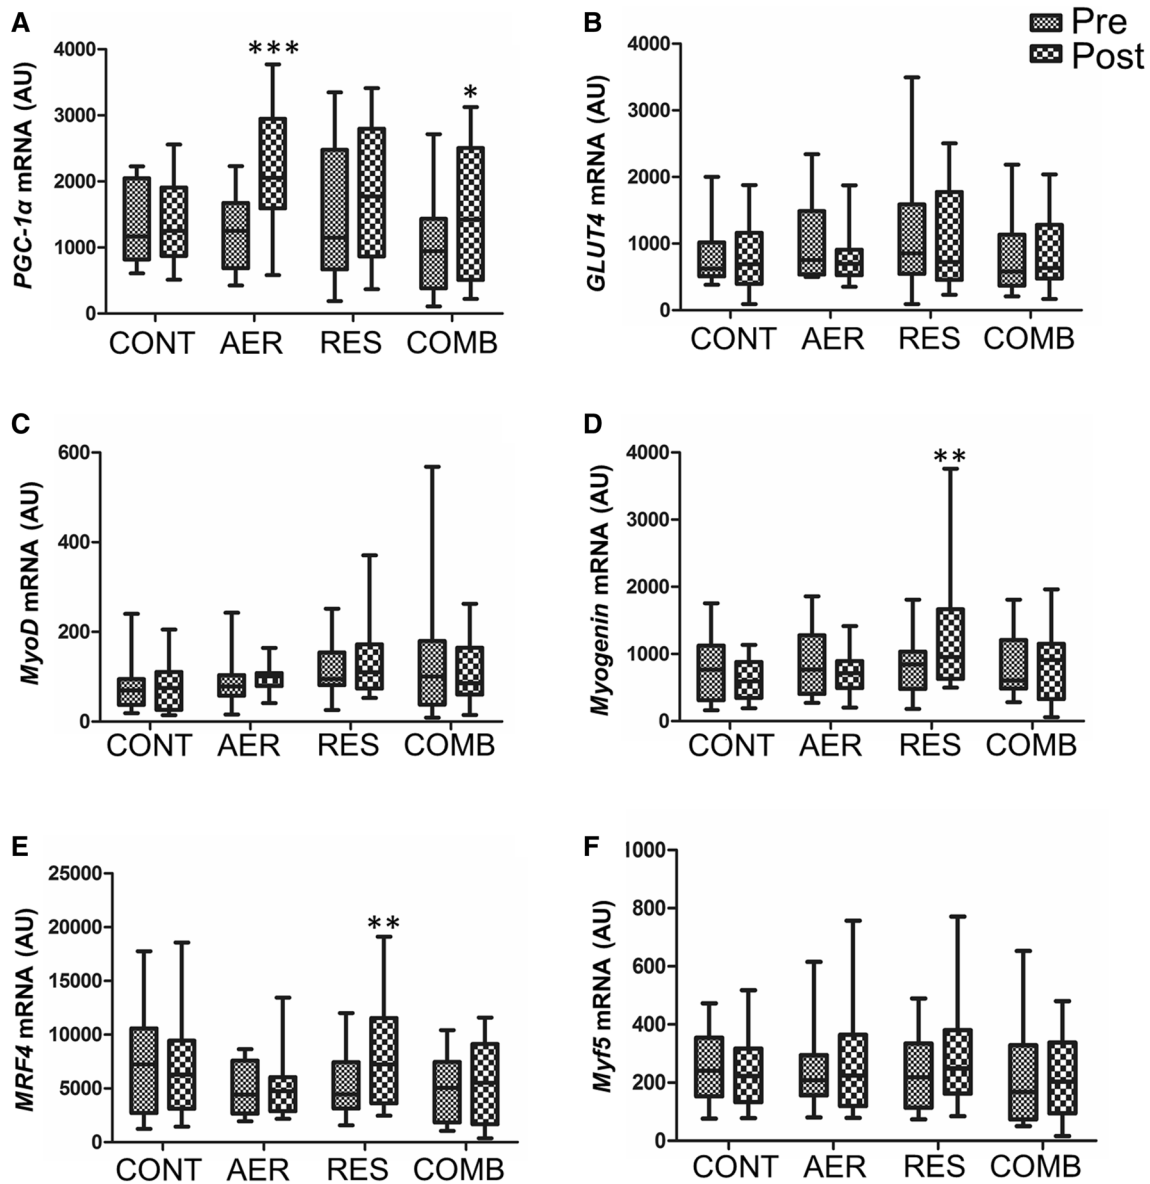 A
PGC-1α mRNA (AU)
4000
3000
2000
1000
0
***
*
CONT AER RES COMB
B
GLUT4 mRNA (AU)
4000
3000
2000
1000
0
CONT AER RES COMB
Pre
Post
C
MyoD mRNA (AU)
600
400
200
0
CONT AER RES COMB
D
Myogenin mRNA (AU)
4000
3000
2000
1000
0
**
CONT AER RES COMB
E
MRF4 mRNA (AU)
25000
20000
15000
10000
5000
0
**
CONT AER RES COMB
F
Myf5 mRNA (AU)
1000
800
600
400
200
0
CONT AER RES COMB